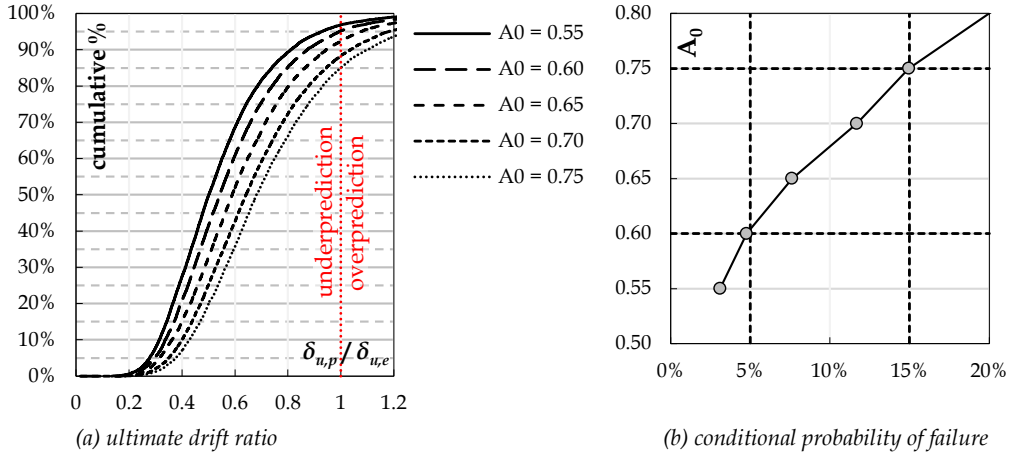 100%
90%
80%
70%
60%
50%
40%
30%
20%
10%
0%
cumulative %
underprediction
overprediction
δu,p / δu,e
0 0.2 0.4 0.6 0.8 1 1.2
(a) ultimate drift ratio
A0 = 0.55
A0 = 0.60
A0 = 0.65
A0 = 0.70
A0 = 0.75
0.80
0.75
0.70
0.65
0.60
0.55
0.50
A0
0% 5% 10% 15% 20%
(b) conditional probability of failure